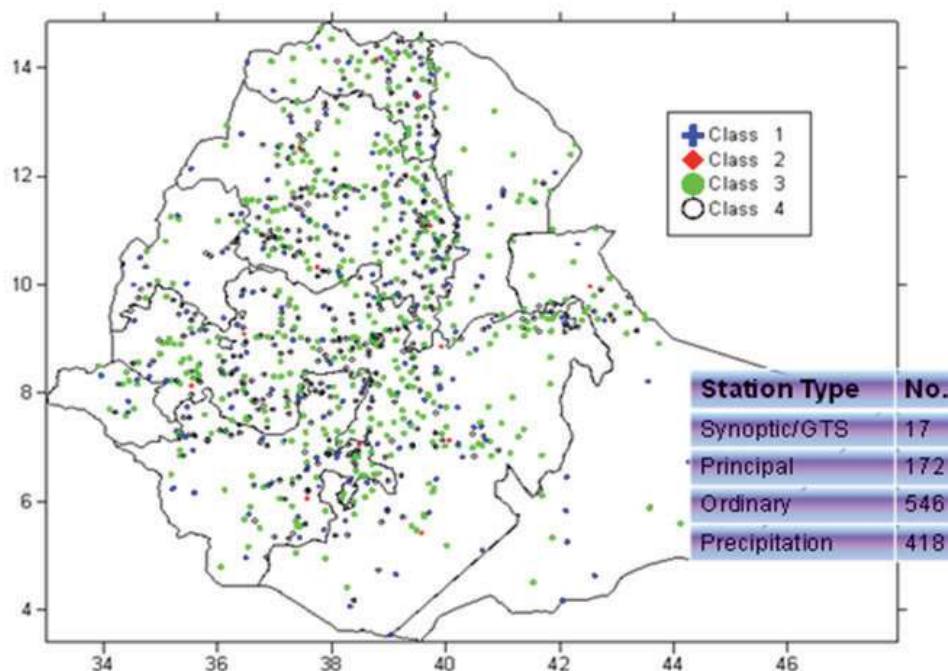 14
12
10
8
6
4
34 36 38 40 42 44 46
Class 1
Class 2
Class 3
Class 4
Station Type No.
Synoptic/GTS 17
Principal 172
Ordinary 546
Precipitation 418